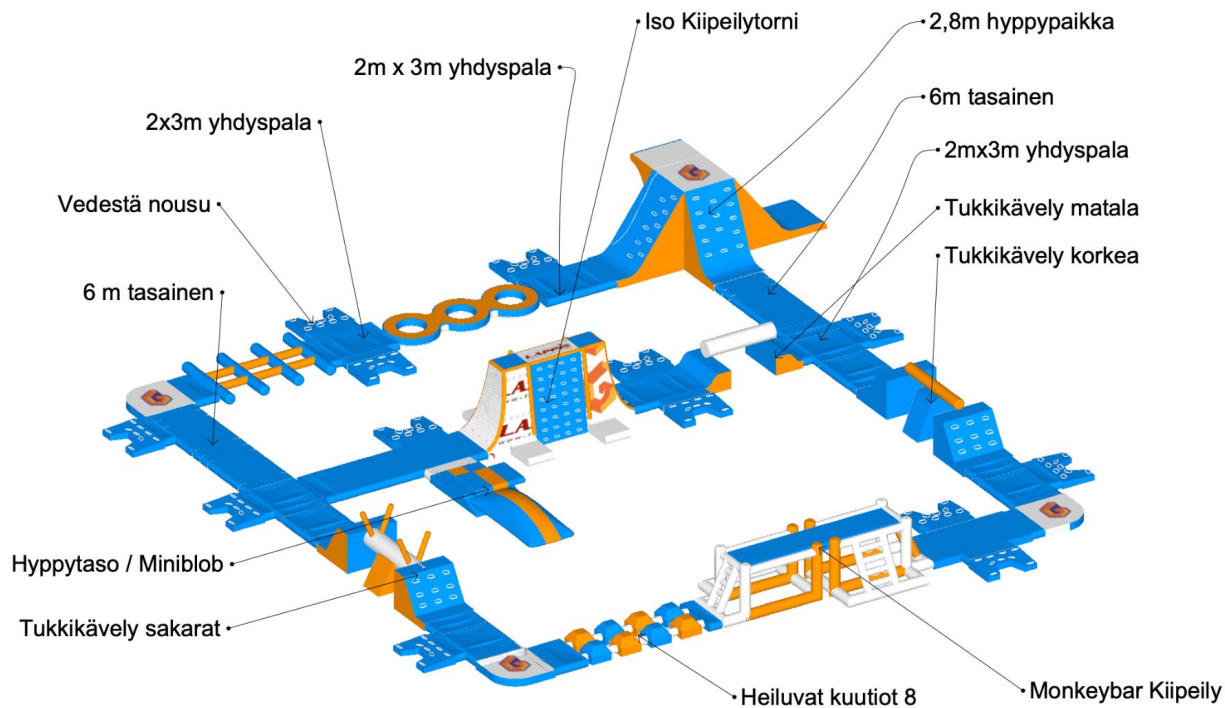 Iso Kiipeilytorni
2,8m hyppypaikka
2m x 3m yhdyspala
6m tasainen
2x3m yhdyspala
2mx3m yhdyspala
Vedestä nousu
Tukkikävely matala
Tukkikävely korkea
6 m tasainen
LAPPIS
Hyppytaso / Miniblob
Tukkikävely sakarat
Heiluvat kuutiot 8
Monkeybar Kiipeily